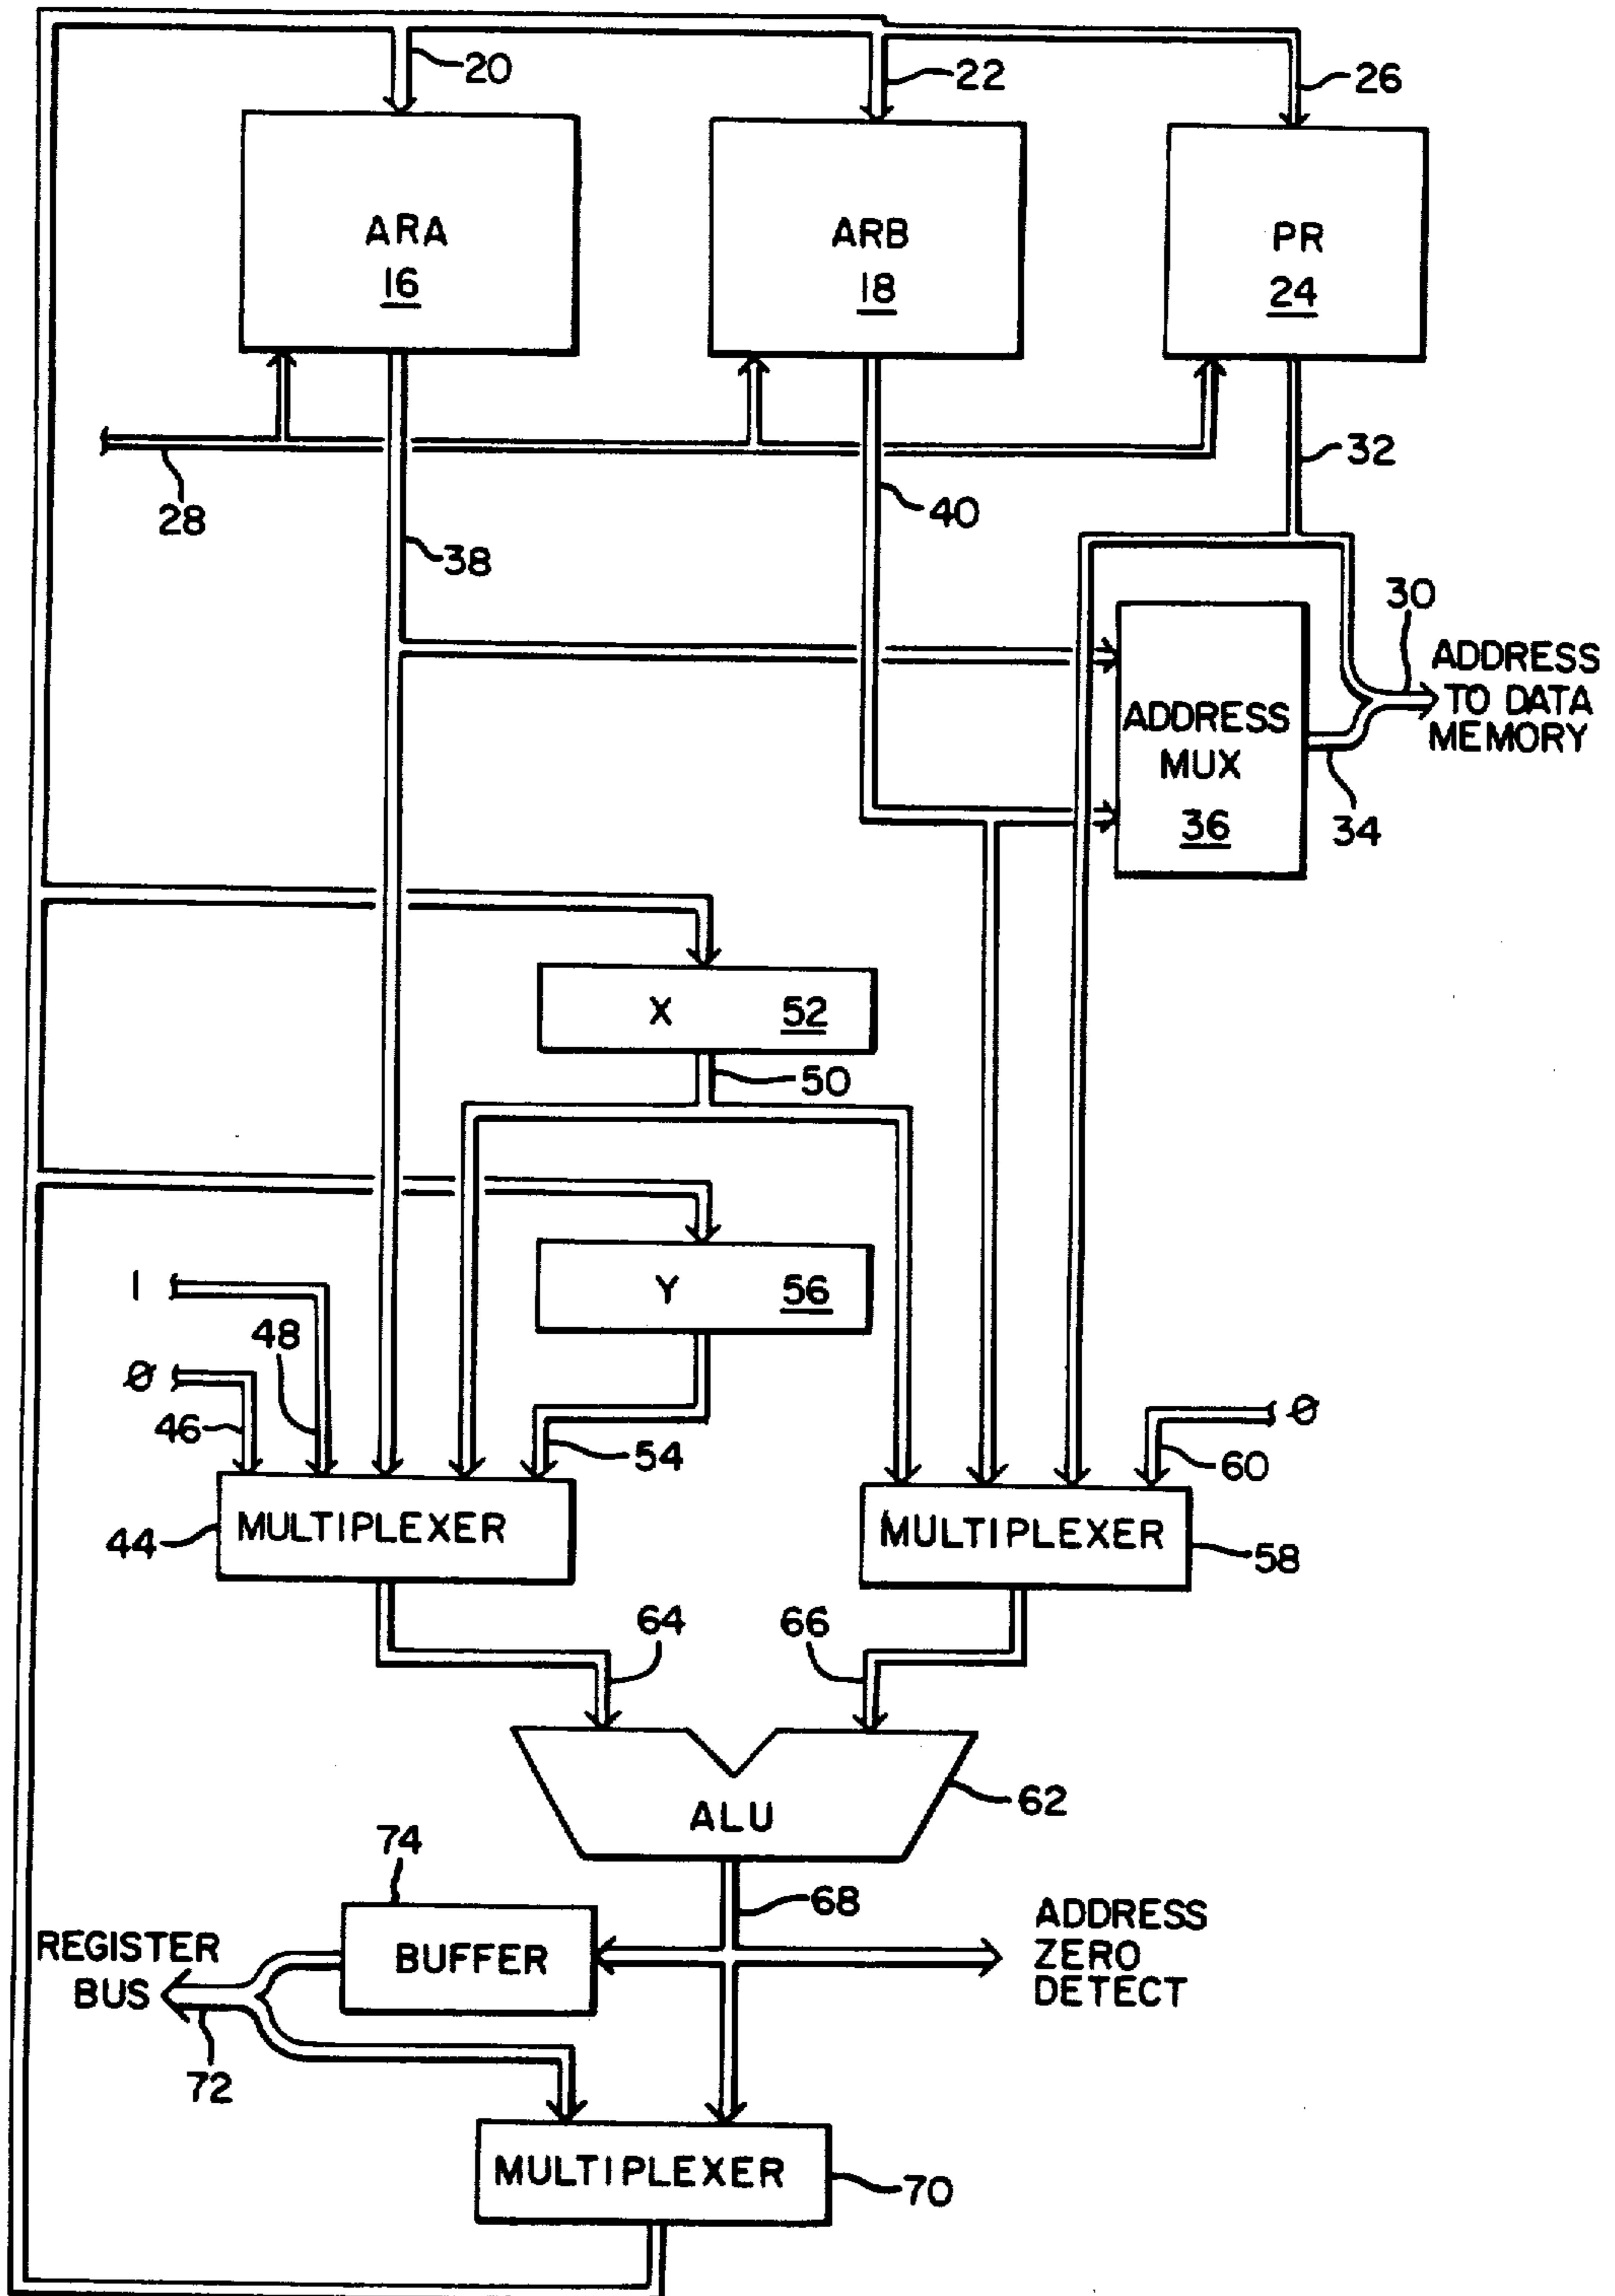 20
22
26
ARA
16
ARB
18
PR
24
28
38
40
32
30
ADDRESS
TO DATA
MEMORY
ADDRESS
MUX
36
34
X 52
50
Y 56
1
48
Ø
46
54
Ø
60
44
MULTIPLEXER
MULTIPLEXER
58
64
66
ALU
62
74
68
REGISTER
BUS
BUFFER
ADDRESS
ZERO
DETECT
72
MULTIPLEXER
70